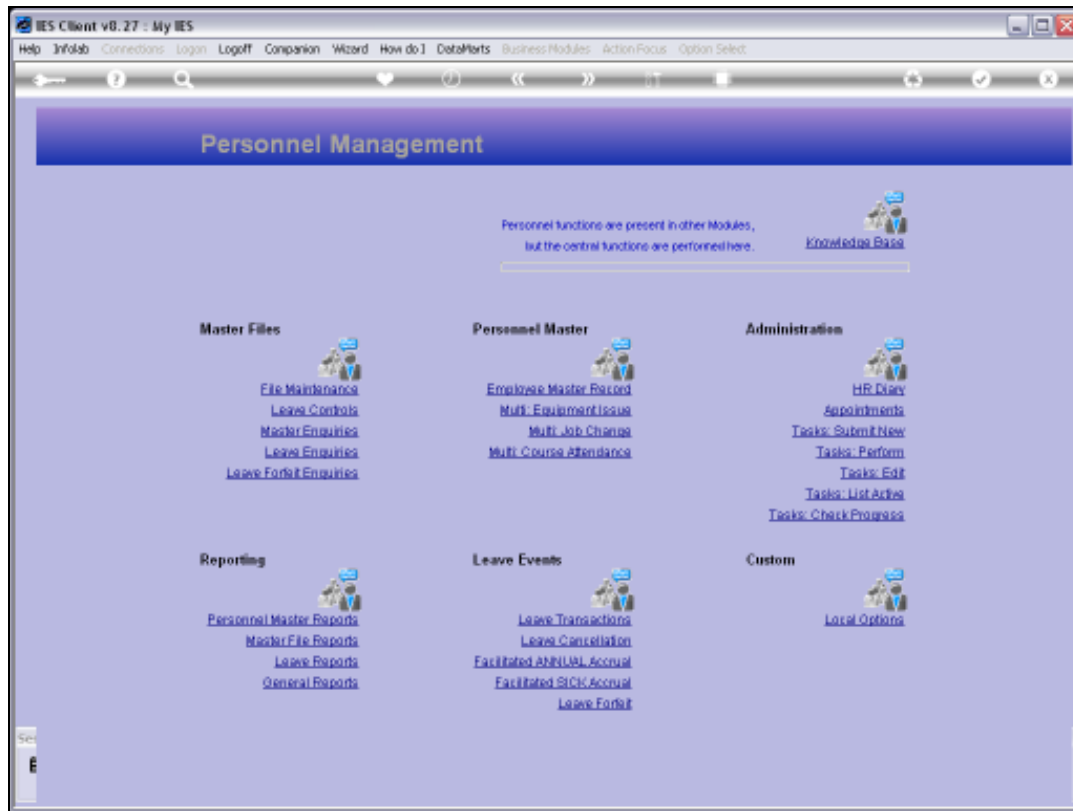 IES Client v8.27 : My IES
Help Infolab Connections Logon Logoff Companion Wizard How do I DataMarts Business Modules Action Focus Option Select
Personnel Management
Personnel functions are present in other Modules,
but the central functions are performed here.
Knowledge Base
Master Files
File Maintenance
Leave Controls
Master Enquiries
Leave Enquiries
Leave Forfeit Enquiries
Personnel Master
Employee Master Record
Multi: Equipment Issue
Multi: Job Change
Multi: Course Attendance
Administration
HR Diary
Appointments
Tasks: Submit New
Tasks: Perform
Tasks: Edit
Tasks: List Active
Tasks: Check Progress
Reporting
Personnel Master Reports
Master File Reports
Leave Reports
General Reports
Leave Events
Leave Transactions
Leave Cancellation
Facilitated ANNUAL Accrual
Facilitated SICK Accrual
Leave Forfeit
Custom
Local Options